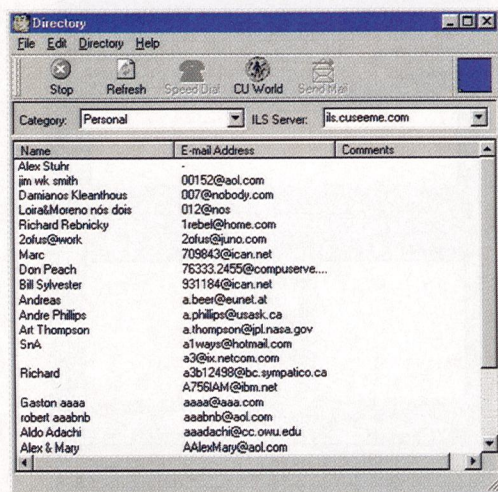 Directory
File Edit Directory Help
Stop Refresh Speed Dial CU World Send Mail
Category: Personal ILS Server: ils.cuseeme.com
Name E-mail Address Comments
Alex Stuhr -
jim wk smith 00152@aol.com
Damianos Kleanthous 007@nobody.com
Loira&Moreno nós dois 012@nos
Richard Rebnicky 1rebel@home.com
2ofus@work 2ofus@juno.com
Marc 709843@ican.net
Don Peach 76333.2455@compuserve....
Bill Sylvester 931184@ican.net
Andreas a.beer@eunet.at
Andre Phillips a.phillips@usask.ca
Art Thompson a.thompson@jpl.nasa.gov
SnA a1ways@hotmail.com
a3@ix.netcom.com
Richard a3b12498@bc.sympatico.ca
A756IAM@ibm.net
Gaston aaaa aaaa@aaa.com
robert aaabnb aaabnb@aol.com
Aldo Adachi aaadachi@cc.owu.edu
Alex & Mary AAlexMary@aol.com